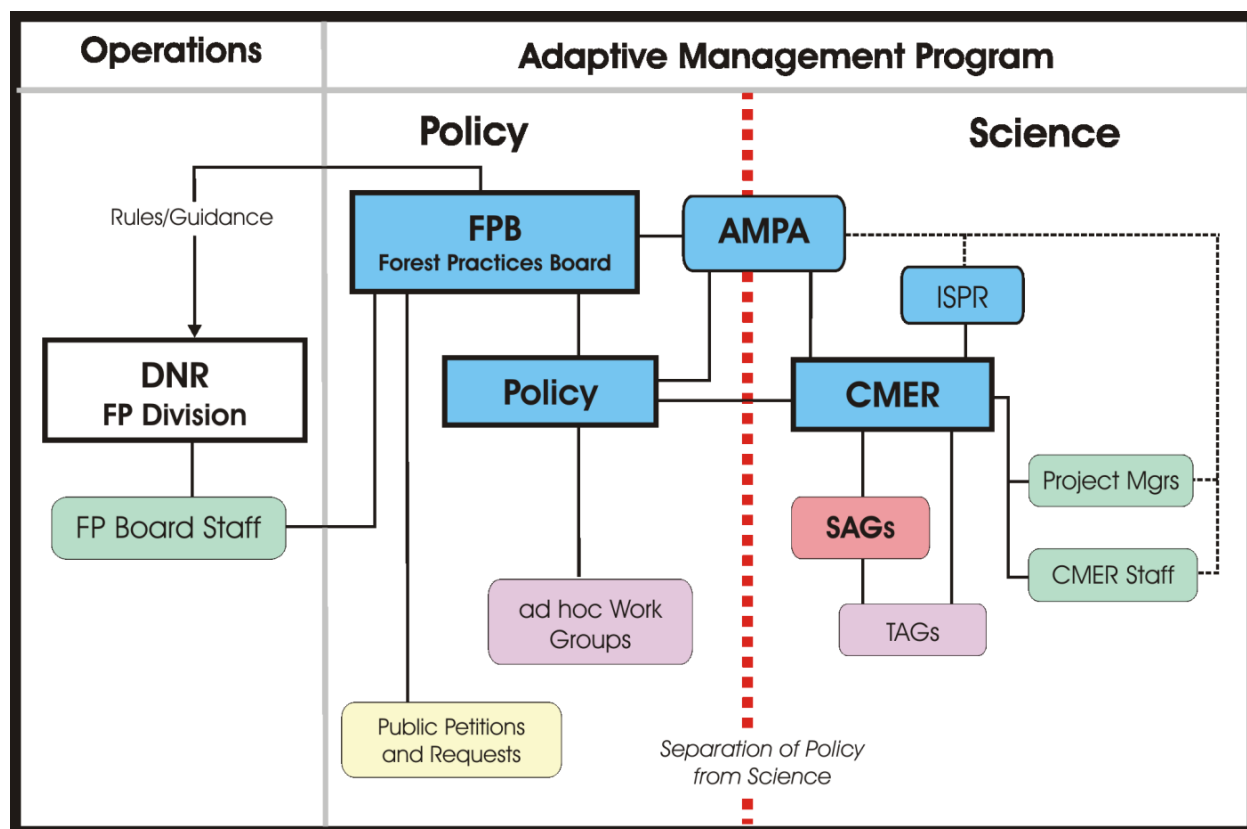 Operations
Adaptive Management Program
Policy
Science
Rules/Guidance
FPB
Forest Practices Board
AMPA
ISPR
DNR
FP Division
Policy
CMER
FP Board Staff
SAGs
Project Mgrs
CMER Staff
ad hoc Work
Groups
TAGs
Public Petitions
and Requests
Separation of Policy
from Science